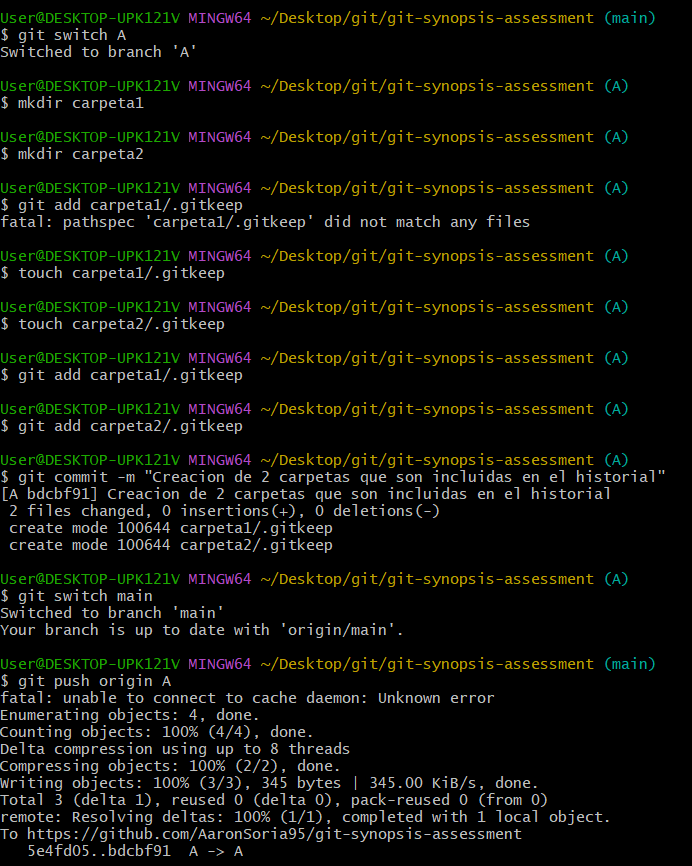 User@DESKTOP-UPK121V MINGW64 ~/Desktop/git/git-synopsis-assessment (main)
$ git switch A
Switched to branch 'A'
User@DESKTOP-UPK121V MINGW64 ~/Desktop/git/git-synopsis-assessment (A)
$ mkdir carpeta1
User@DESKTOP-UPK121V MINGW64 ~/Desktop/git/git-synopsis-assessment (A)
$ mkdir carpeta2
User@DESKTOP-UPK121V MINGW64 ~/Desktop/git/git-synopsis-assessment (A)
$ git add carpeta1/.gitkeep
fatal: pathspec 'carpeta1/.gitkeep' did not match any files
User@DESKTOP-UPK121V MINGW64 ~/Desktop/git/git-synopsis-assessment (A)
$ touch carpeta1/.gitkeep
User@DESKTOP-UPK121V MINGW64 ~/Desktop/git/git-synopsis-assessment (A)
$ touch carpeta2/.gitkeep
User@DESKTOP-UPK121V MINGW64 ~/Desktop/git/git-synopsis-assessment (A)
$ git add carpeta1/.gitkeep
User@DESKTOP-UPK121V MINGW64 ~/Desktop/git/git-synopsis-assessment (A)
$ git add carpeta2/.gitkeep
User@DESKTOP-UPK121V MINGW64 ~/Desktop/git/git-synopsis-assessment (A)
$ git commit -m "Creacion de 2 carpetas que son incluidas en el historial"
[A bdcbf91] Creacion de 2 carpetas que son incluidas en el historial
 2 files changed, 0 insertions(+), 0 deletions(-)
 create mode 100644 carpeta1/.gitkeep
 create mode 100644 carpeta2/.gitkeep
User@DESKTOP-UPK121V MINGW64 ~/Desktop/git/git-synopsis-assessment (A)
$ git switch main
Switched to branch 'main'
Your branch is up to date with 'origin/main'.
User@DESKTOP-UPK121V MINGW64 ~/Desktop/git/git-synopsis-assessment (main)
$ git push origin A
fatal: unable to connect to cache daemon: Unknown error
Enumerating objects: 4, done.
Counting objects: 100% (4/4), done.
Delta compression using up to 8 threads
Compressing objects: 100% (2/2), done.
Writing objects: 100% (3/3), 345 bytes | 345.00 KiB/s, done.
Total 3 (delta 1), reused 0 (delta 0), pack-reused 0 (from 0)
remote: Resolving deltas: 100% (1/1), completed with 1 local object.
To https://github.com/AaronSoria95/git-synopsis-assessment
   5e4fd05..bdcbf91  A -> A